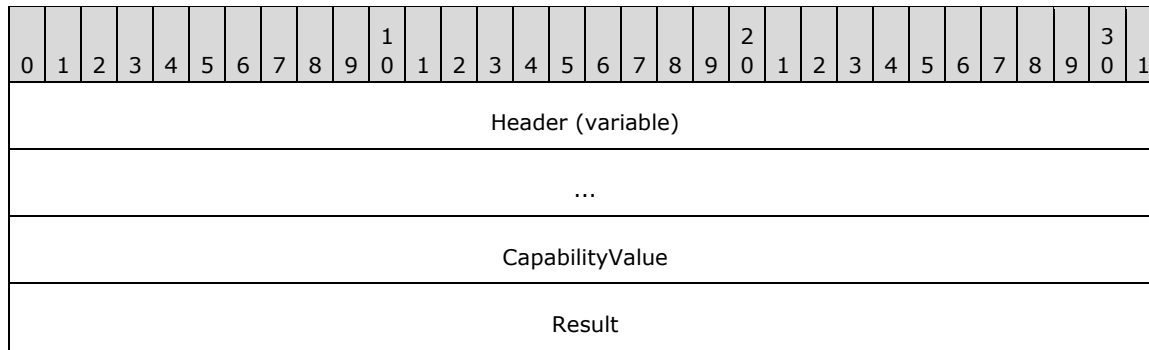 1 2 3
0 1 2 3 4 5 6 7 8 9 0 1 2 3 4 5 6 7 8 9 0 1 2 3 4 5 6 7 8 9 0 1
Header (variable)
...
CapabilityValue
Result